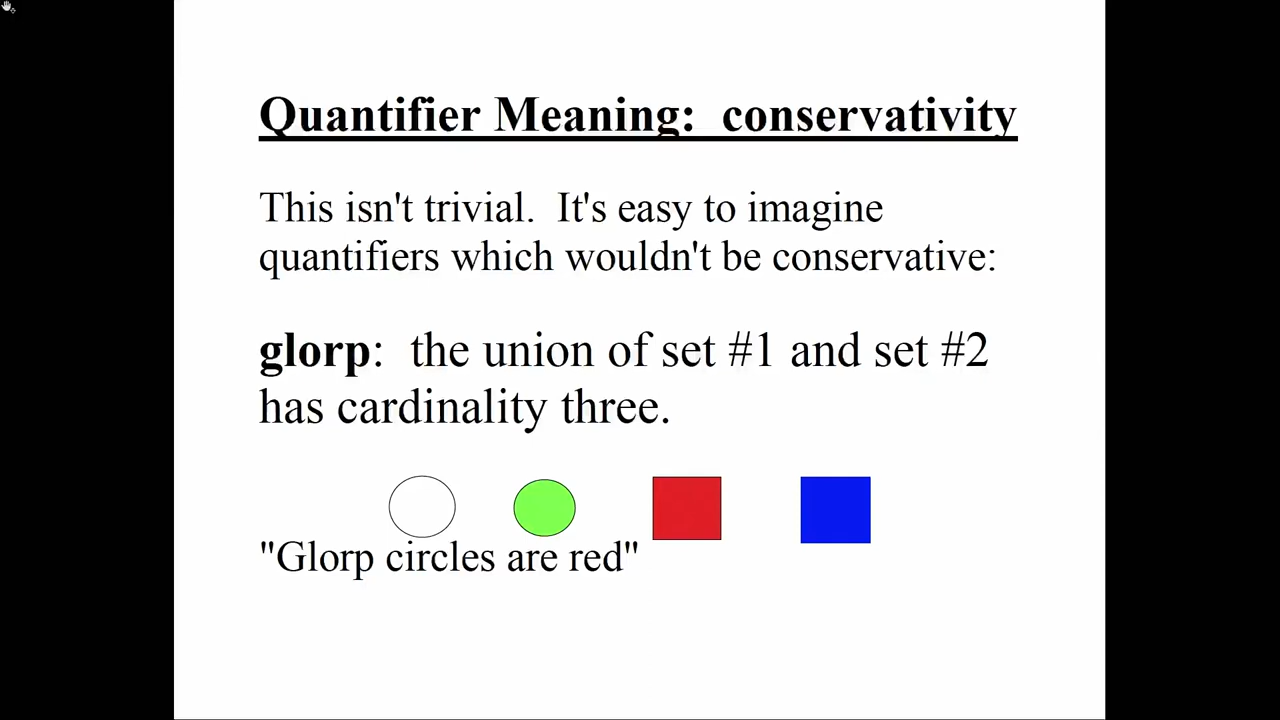 Quantifier Meaning:  conservativity
This isn't trivial.  It's easy to imagine
quantifiers which wouldn't be conservative:
glorp:  the union of set #1 and set #2
has cardinality three.
"Glorp circles are red"